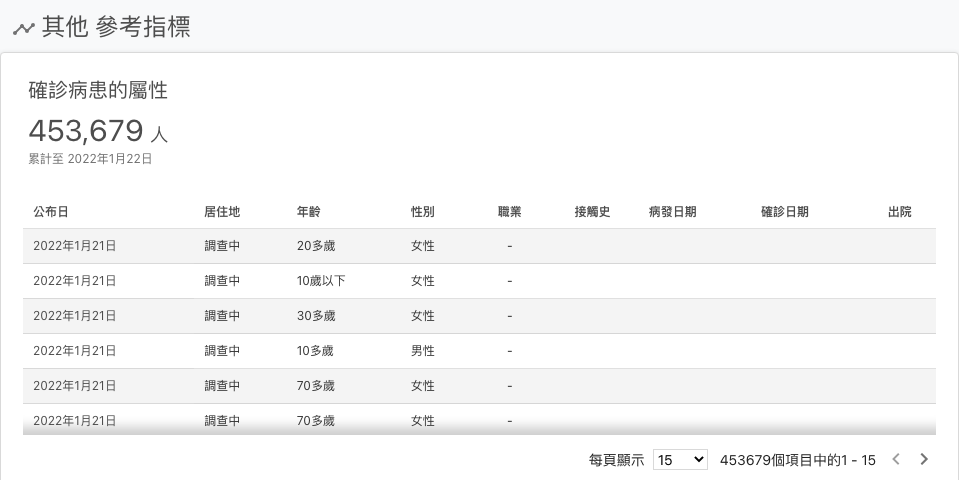 其他 參考指標
確診病患的屬性
453,679 人
累計至 2022年1月22日
公布日 居住地 年齡 性別 職業 接觸史 病發日期 確診日期 出院
2022年1月21日 調查中 20多歲 女性 -
2022年1月21日 調查中 10歲以下 女性 -
2022年1月21日 調查中 30多歲 女性 -
2022年1月21日 調查中 10多歲 男性 -
2022年1月21日 調查中 70多歲 女性 -
2022年1月21日 調查中 70多歲 女性 -
每頁顯示 15 453679個項目中的1 - 15